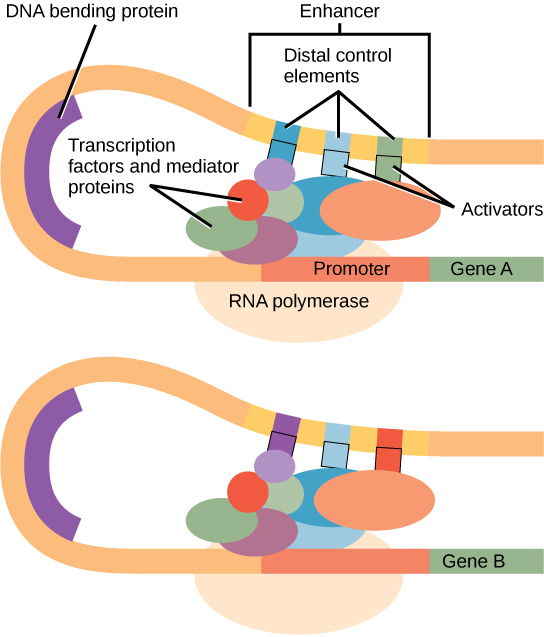 DNA bending protein
Enhancer
Distal control
elements
Transcription
factors and mediator
proteins
Activators
Promoter
Gene A
RNA polymerase
Gene B